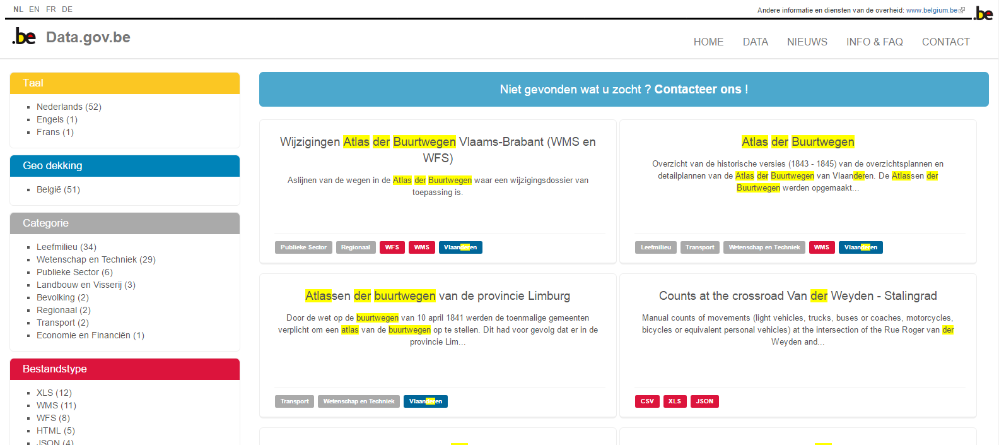 NL EN FR DE
Andere informatie en diensten van de overheid: www.belgium.be
.be
.be Data.gov.be
HOME DATA NIEUWS INFO & FAQ CONTACT
Taal
Nederlands (52)
Engels (1)
Frans (1)
Geo dekking
België (51)
Categorie
Leefmilieu (34)
Wetenschap en Techniek (29)
Publieke Sector (6)
Landbouw en Visserij (3)
Bevolking (2)
Regionaal (2)
Transport (2)
Economie en Financiën (1)
Bestandstype
XLS (12)
WMS (11)
WFS (8)
HTML (5)
JSON (4)
Niet gevonden wat u zocht ? Contacteer ons !
Wijzigingen Atlas der Buurtwegen Vlaams-Brabant (WMS en
WFS)
Aslijnen van de wegen in de Atlas der Buurtwegen waar een wijzigingsdossier van
toepassing is.
Publieke Sector Regionaal WFS WMS Vlaanderen
Atlas der Buurtwegen
Overzicht van de historische versies (1843 - 1845) van de overzichtsplannen en
detailplannen van de Atlas der Buurtwegen van Vlaanderen. De Atlassen der
Buurtwegen werden opgemaakt...
Leefmilieu Transport Wetenschap en Techniek WMS Vlaanderen
Atlassen der buurtwegen van de provincie Limburg
Door de wet op de buurtwegen van 10 april 1841 werden de toenmalige gemeenten
verplicht om een atlas van de buurtwegen op te stellen. Dit had voor gevolg dat er in de
provincie Lim...
Transport Wetenschap en Techniek Vlaanderen
Counts at the crossroad Van der Weyden - Stalingrad
Manual counts of movements (light vehicles, trucks, buses or coaches, motorcycles,
bicycles or equivalent personal vehicles) at the intersection of the Rue Roger van der
Weyden and...
CSV XLS JSON